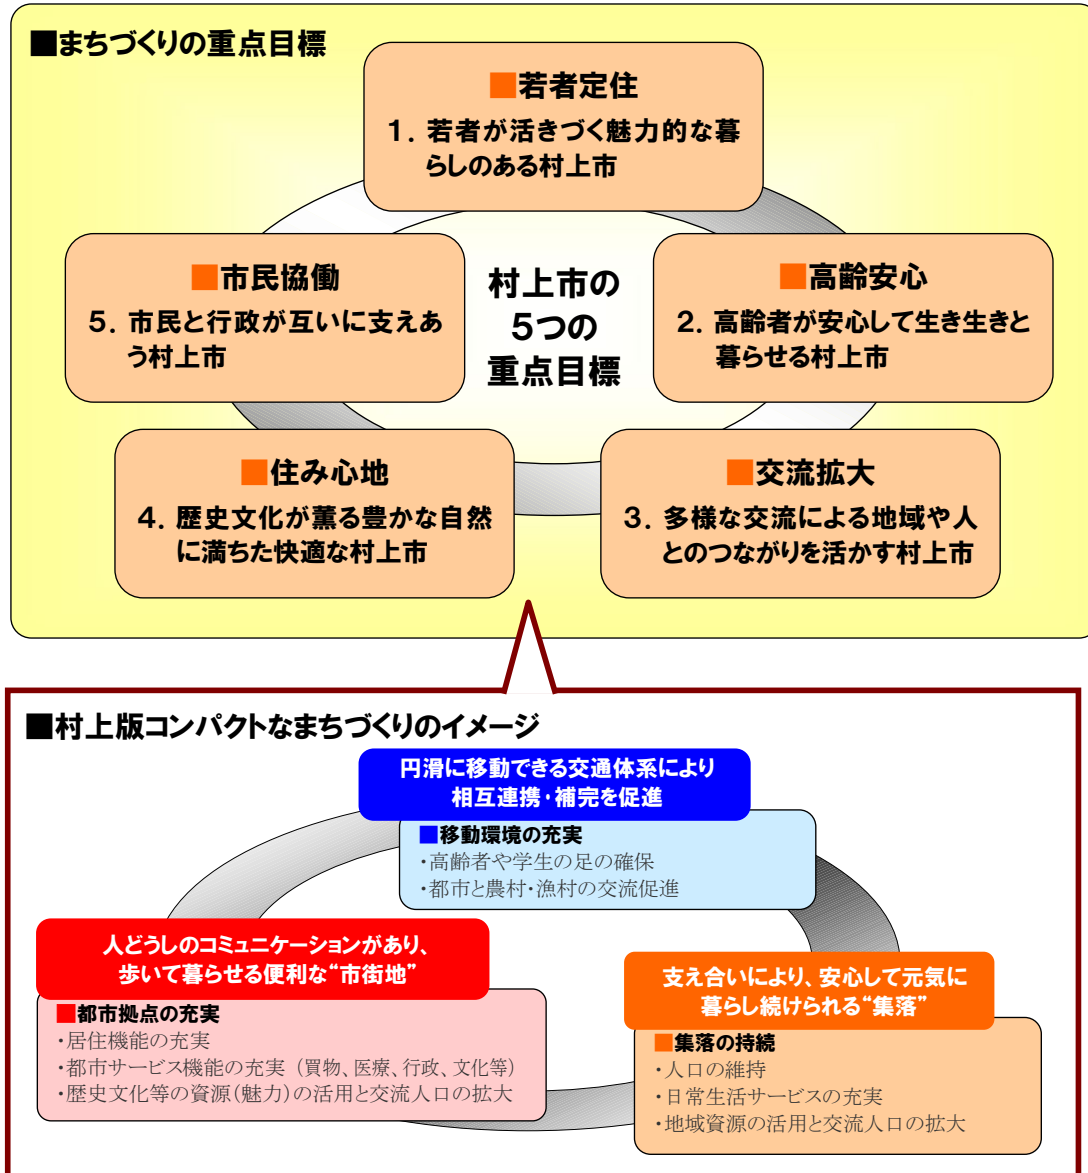 ■まちづくりの重点目標
■若者定住
1．若者が活きづく魅力的な暮
らしのある村上市
■市民協働
5．市民と行政が互いに支えあ
う村上市
村上市の
5つの
重点目標
■高齢安心
2．高齢者が安心して生き生きと
暮らせる村上市
■住み心地
4．歴史文化が薫る豊かな自然
に満ちた快適な村上市
■交流拡大
3．多様な交流による地域や人
とのつながりを活かす村上市
■村上版コンパクトなまちづくりのイメージ
円滑に移動できる交通体系により
相互連携・補完を促進
■移動環境の充実
・高齢者や学生の足の確保
・都市と農村・漁村の交流促進
人どうしのコミュニケーションがあり、
歩いて暮らせる便利な“市街地”
■都市拠点の充実
・居住機能の充実
・都市サービス機能の充実（買物、医療、行政、文化等）
・歴史文化等の資源（魅力）の活用と交流人口の拡大
支え合いにより、安心して元気に
暮らし続けられる“集落”
■集落の持続
・人口の維持
・日常生活サービスの充実
・地域資源の活用と交流人口の拡大